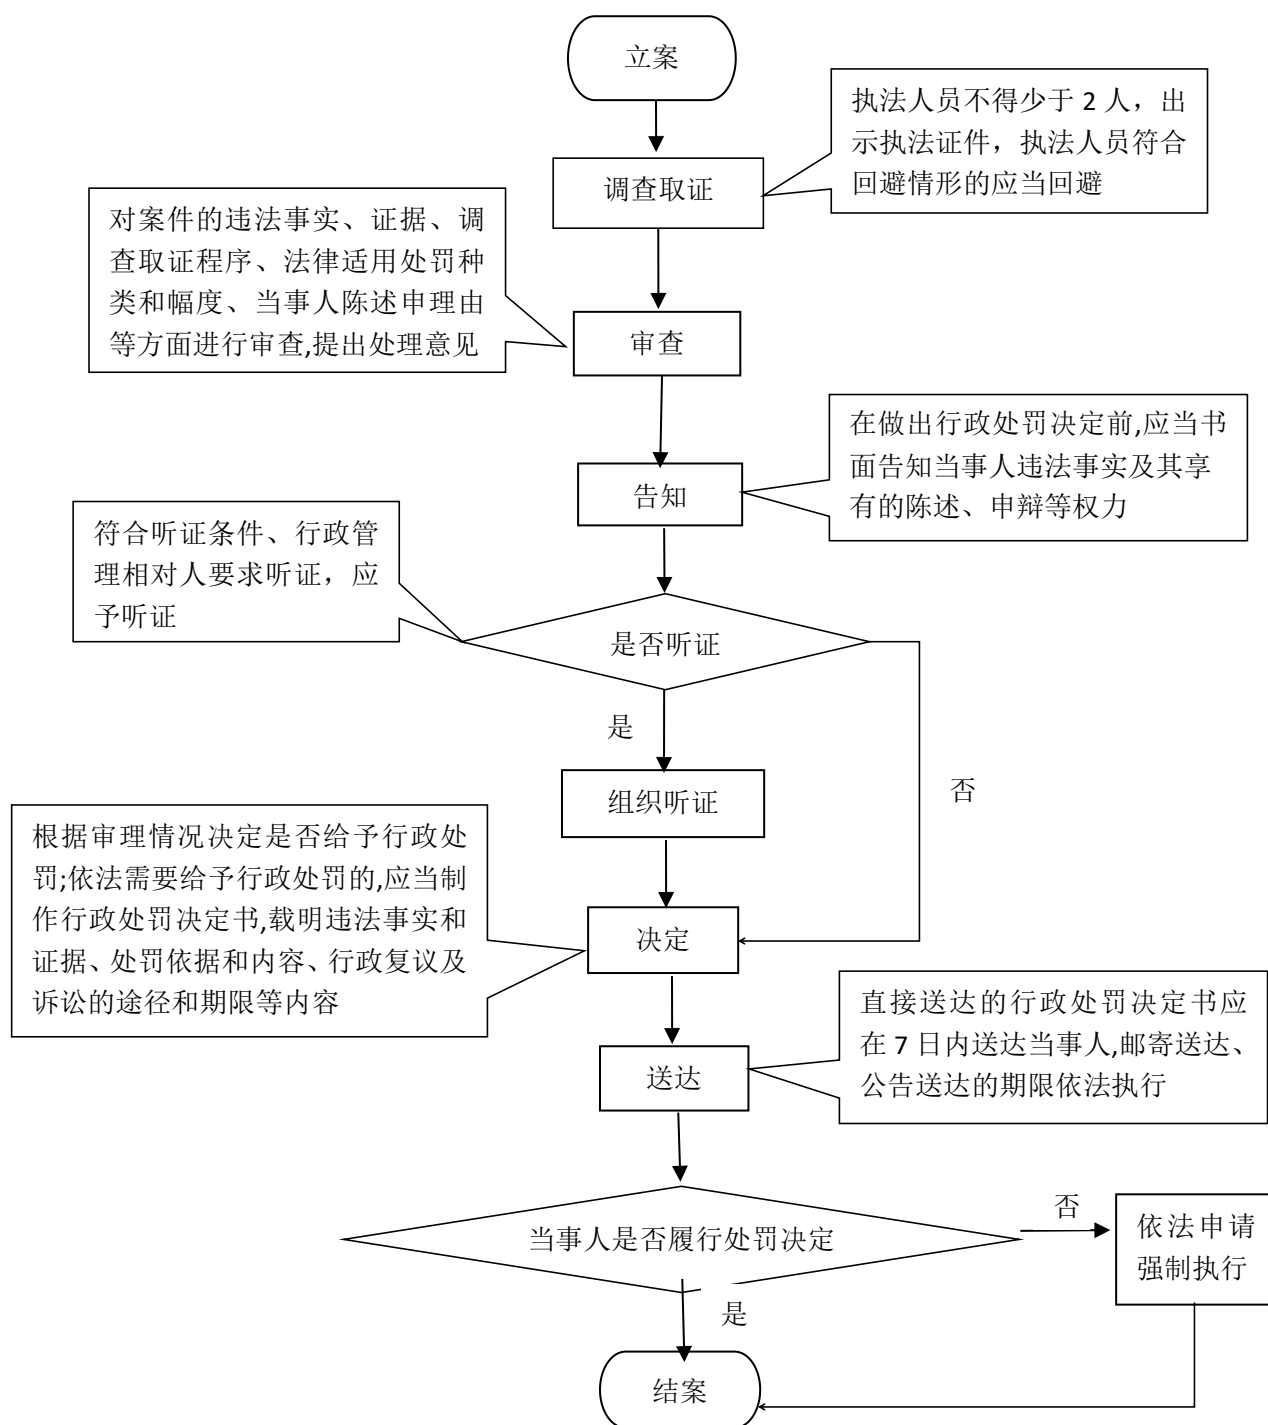 立案
执法人员不得少于 2 人，出
示执法证件，执法人员符合
回避情形的应当回避
调查取证
对案件的违法事实、证据、调
查取证程序、法律适用处罚种
类和幅度、当事人陈述申理由
等方面进行审查,提出处理意见
审查
在做出行政处罚决定前,应当书
面告知当事人违法事实及其享
有的陈述、申辩等权力
告知
符合听证条件、行政管
理相对人要求听证，应
予听证
是否听证
是
否
组织听证
根据审理情况决定是否给予行政处
罚;依法需要给予行政处罚的,应当制
作行政处罚决定书,载明违法事实和
证据、处罚依据和内容、行政复议及
诉讼的途径和期限等内容
决定
直接送达的行政处罚决定书应
在 7 日内送达当事人,邮寄送达、
公告送达的期限依法执行
送达
当事人是否履行处罚决定
否
依法申请
强制执行
是
结案